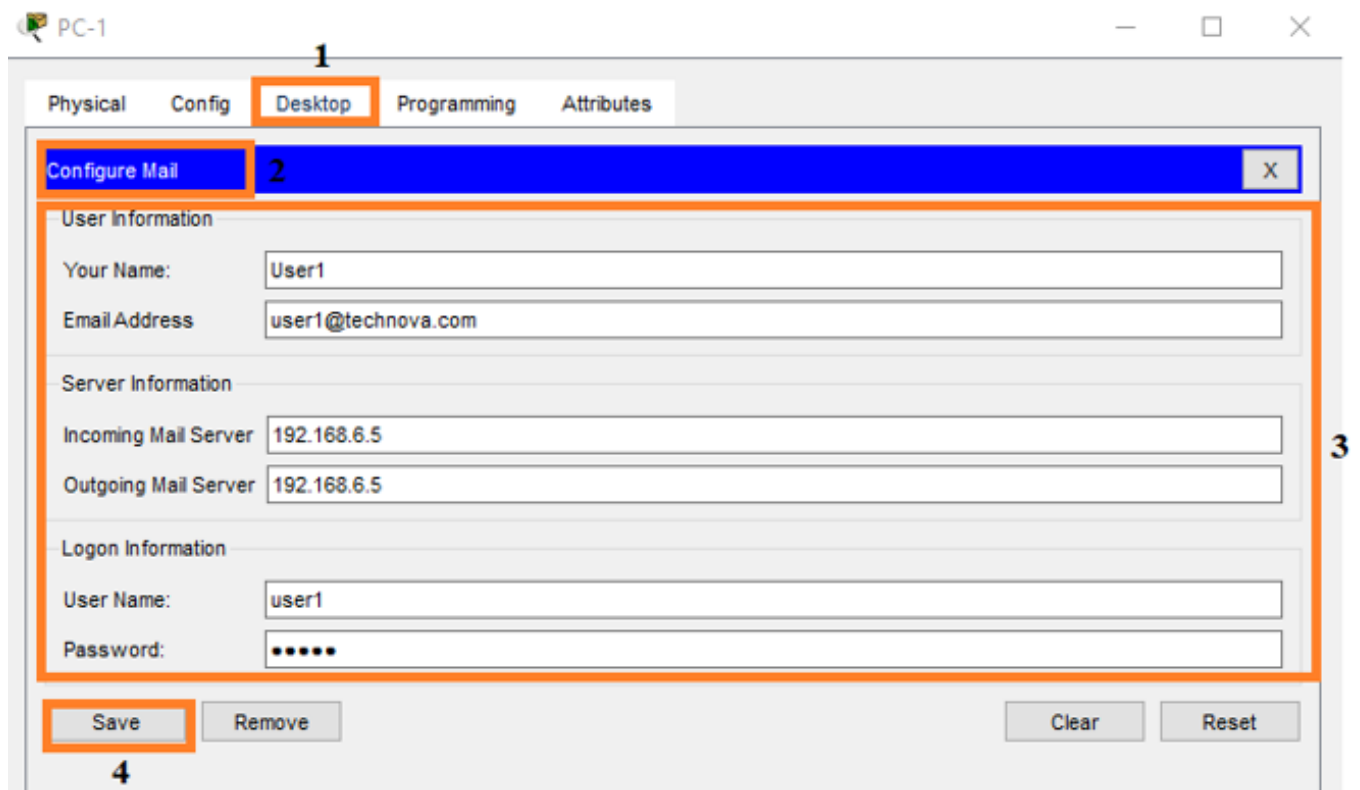 PC-1
1
Physical Config Desktop Programming Attributes
Configure Mail 2 X
User Information
Your Name: User1
Email Address user1@technova.com
Server Information
Incoming Mail Server 192.168.6.5
3
Outgoing Mail Server 192.168.6.5
Logon Information
User Name: user1
Password: •••••
Save Remove Clear Reset
4